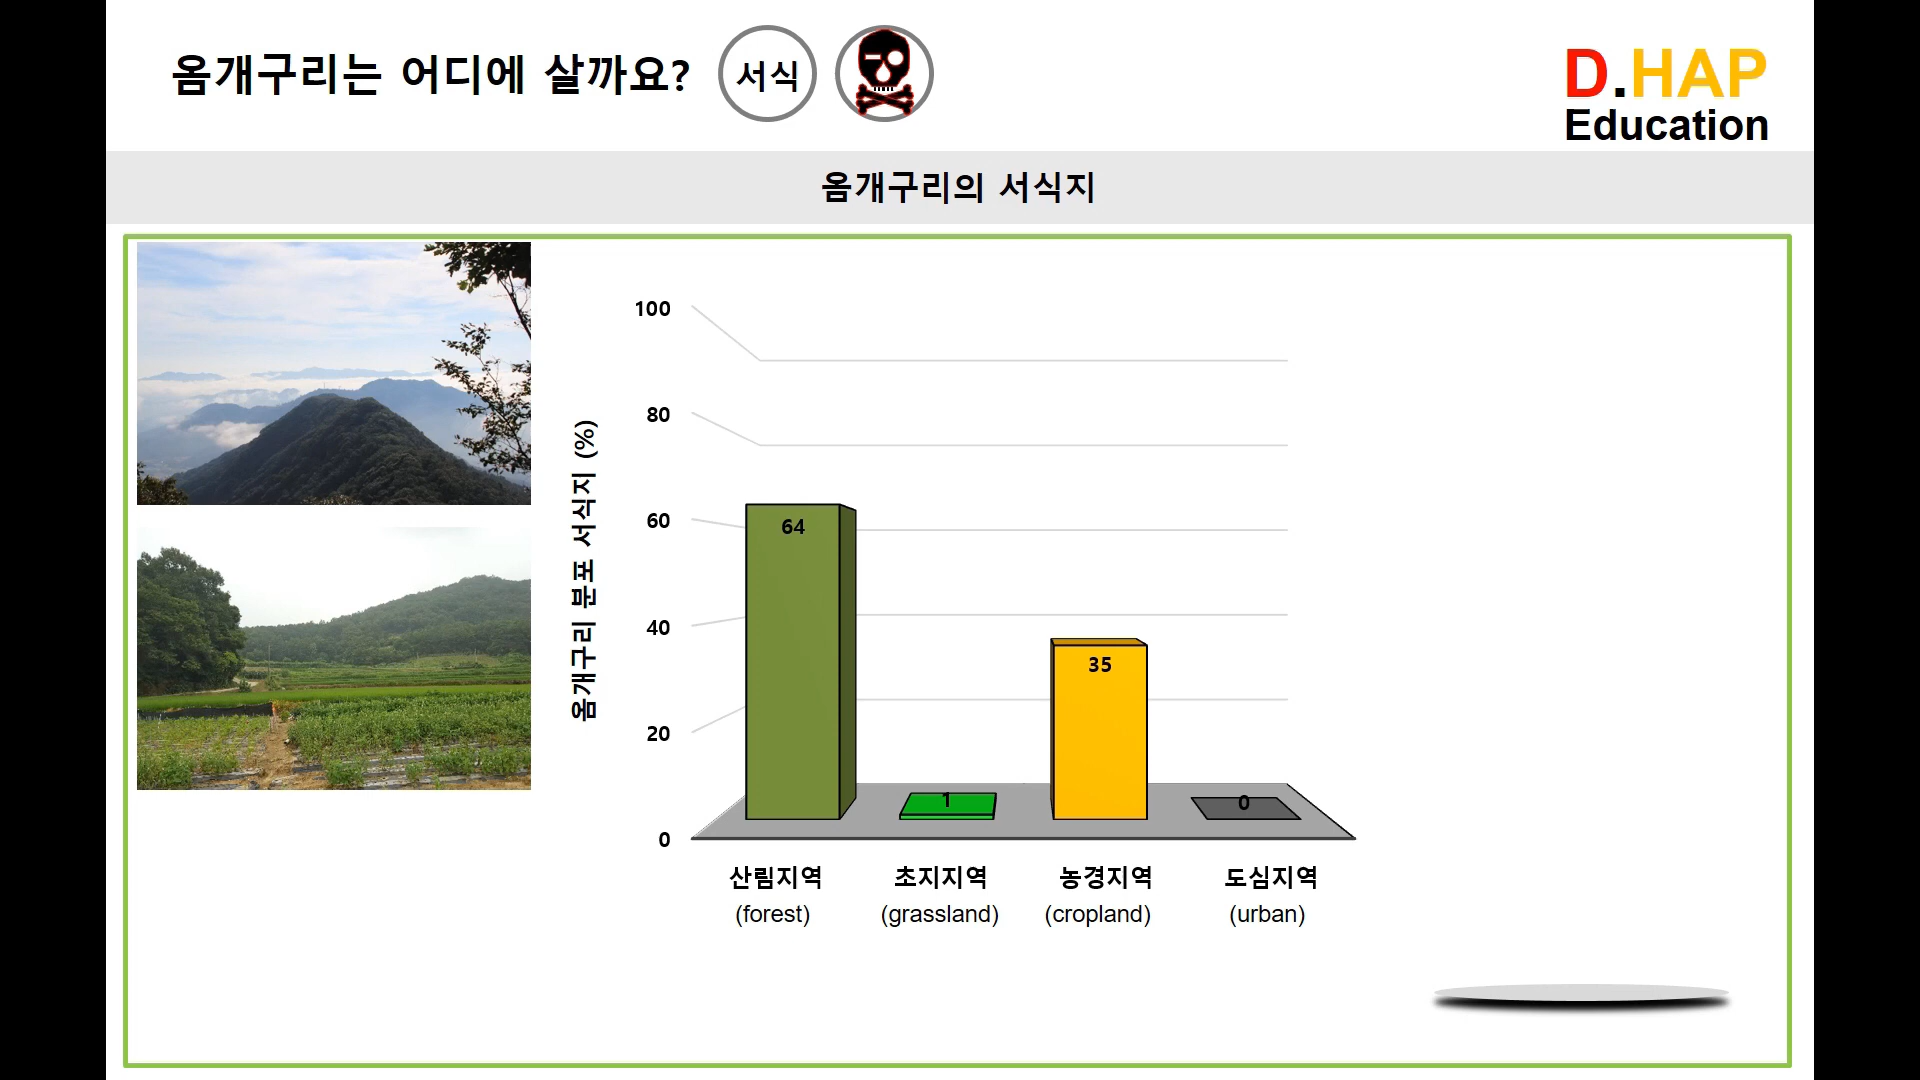 옴개구리는 어디에 살까요?
서식
D.HAP
Education
옴개구리의 서식지
옴개구리 분포 서식지 (%)
100
80
60
40
20
0
64
1
35
0
산림지역 초지지역 농경지역 도심지역
(forest) (grassland) (cropland) (urban)